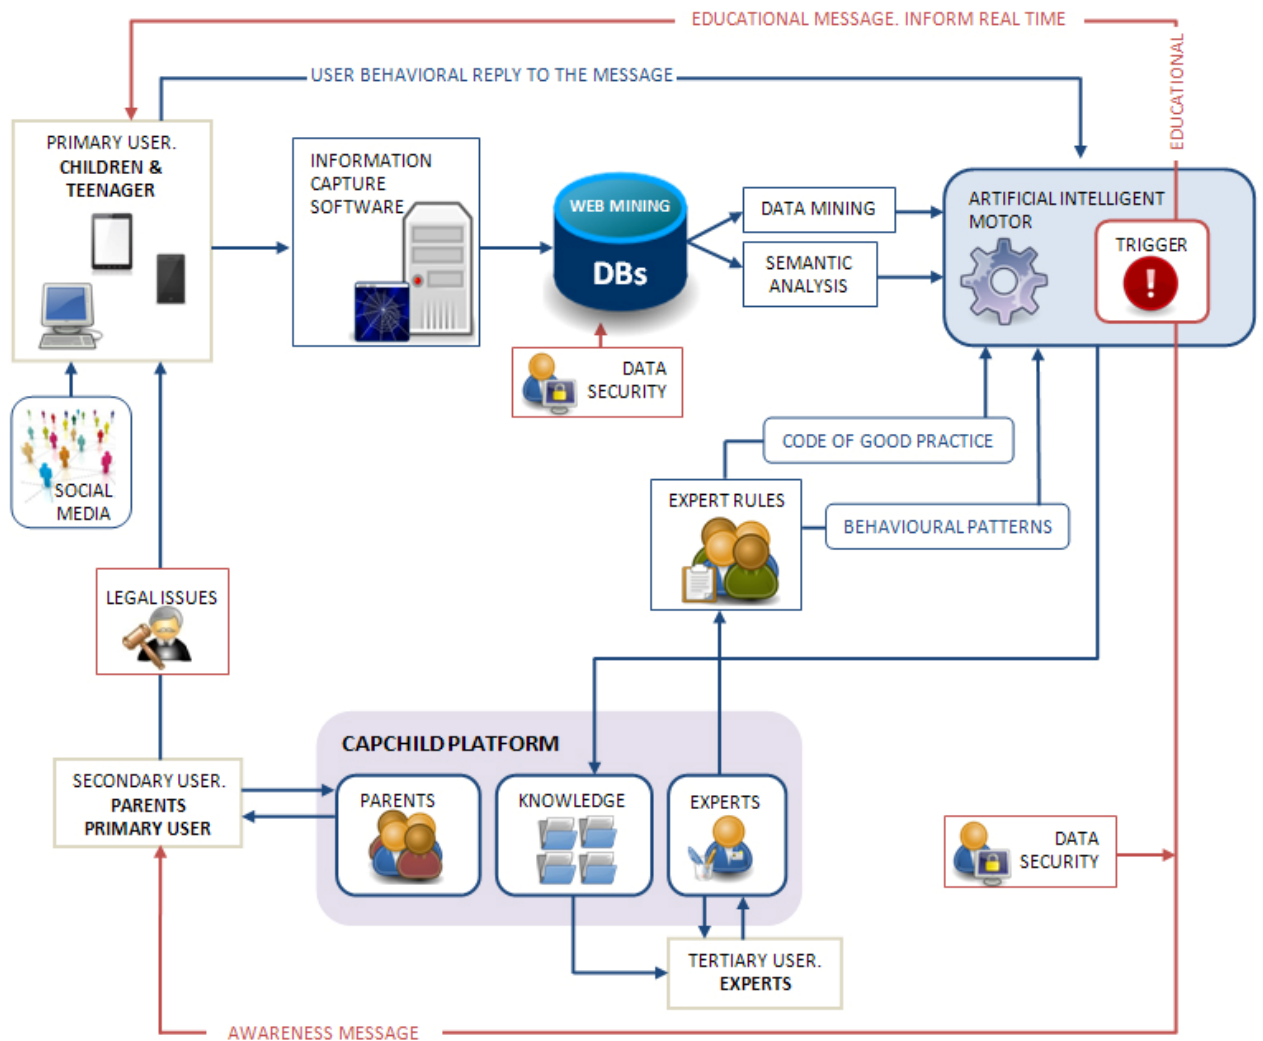 EDUCATIONAL MESSAGE. INFORM REAL TIME
EDUCATIONAL
USER BEHAVIORAL REPLY TO THE MESSAGE
PRIMARY USER.
CHILDREN &
TEENAGER
INFORMATION
CAPTURE
SOFTWARE
WEB MINING
DBs
DATA MINING
SEMANTIC
ANALYSIS
ARTIFICIAL INTELLIGENT
MOTOR
TRIGGER
!
DATA
SECURITY
SOCIAL
MEDIA
CODE OF GOOD PRACTICE
EXPERT RULES
BEHAVIOURAL PATTERNS
LEGAL ISSUES
CAPCHILD PLATFORM
SECONDARY USER.
PARENTS
PRIMARY USER
PARENTS
KNOWLEDGE
EXPERTS
DATA
SECURITY
TERTIARY USER.
EXPERTS
AWARENESS MESSAGE